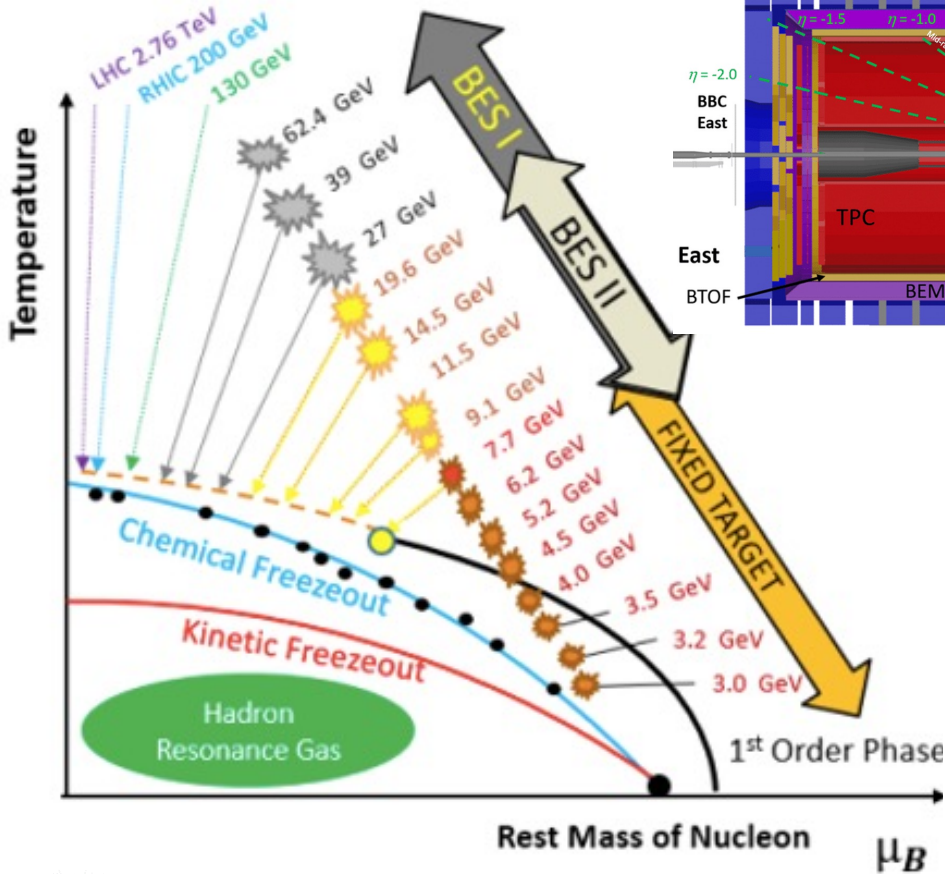 LHC 2.76 TeV
RHIC 200 GeV
130 GeV
62.4 GeV
39 GeV
27 GeV
19.6 GeV
14.5 GeV
11.5 GeV
9.1 GeV
7.7 GeV
6.2 GeV
5.2 GeV
4.5 GeV
4.0 GeV
3.5 GeV
3.2 GeV
3.0 GeV
BES I
BES II
FIXED TARGET
Temperature
Chemical Freezeout
Kinetic Freezeout
Hadron
Resonance Gas
1st Order Phase
Rest Mass of Nucleon
μB
η = -1.5
η = -1.0
η = -2.0
BBC
East
TPC
East
BTOF
BEM